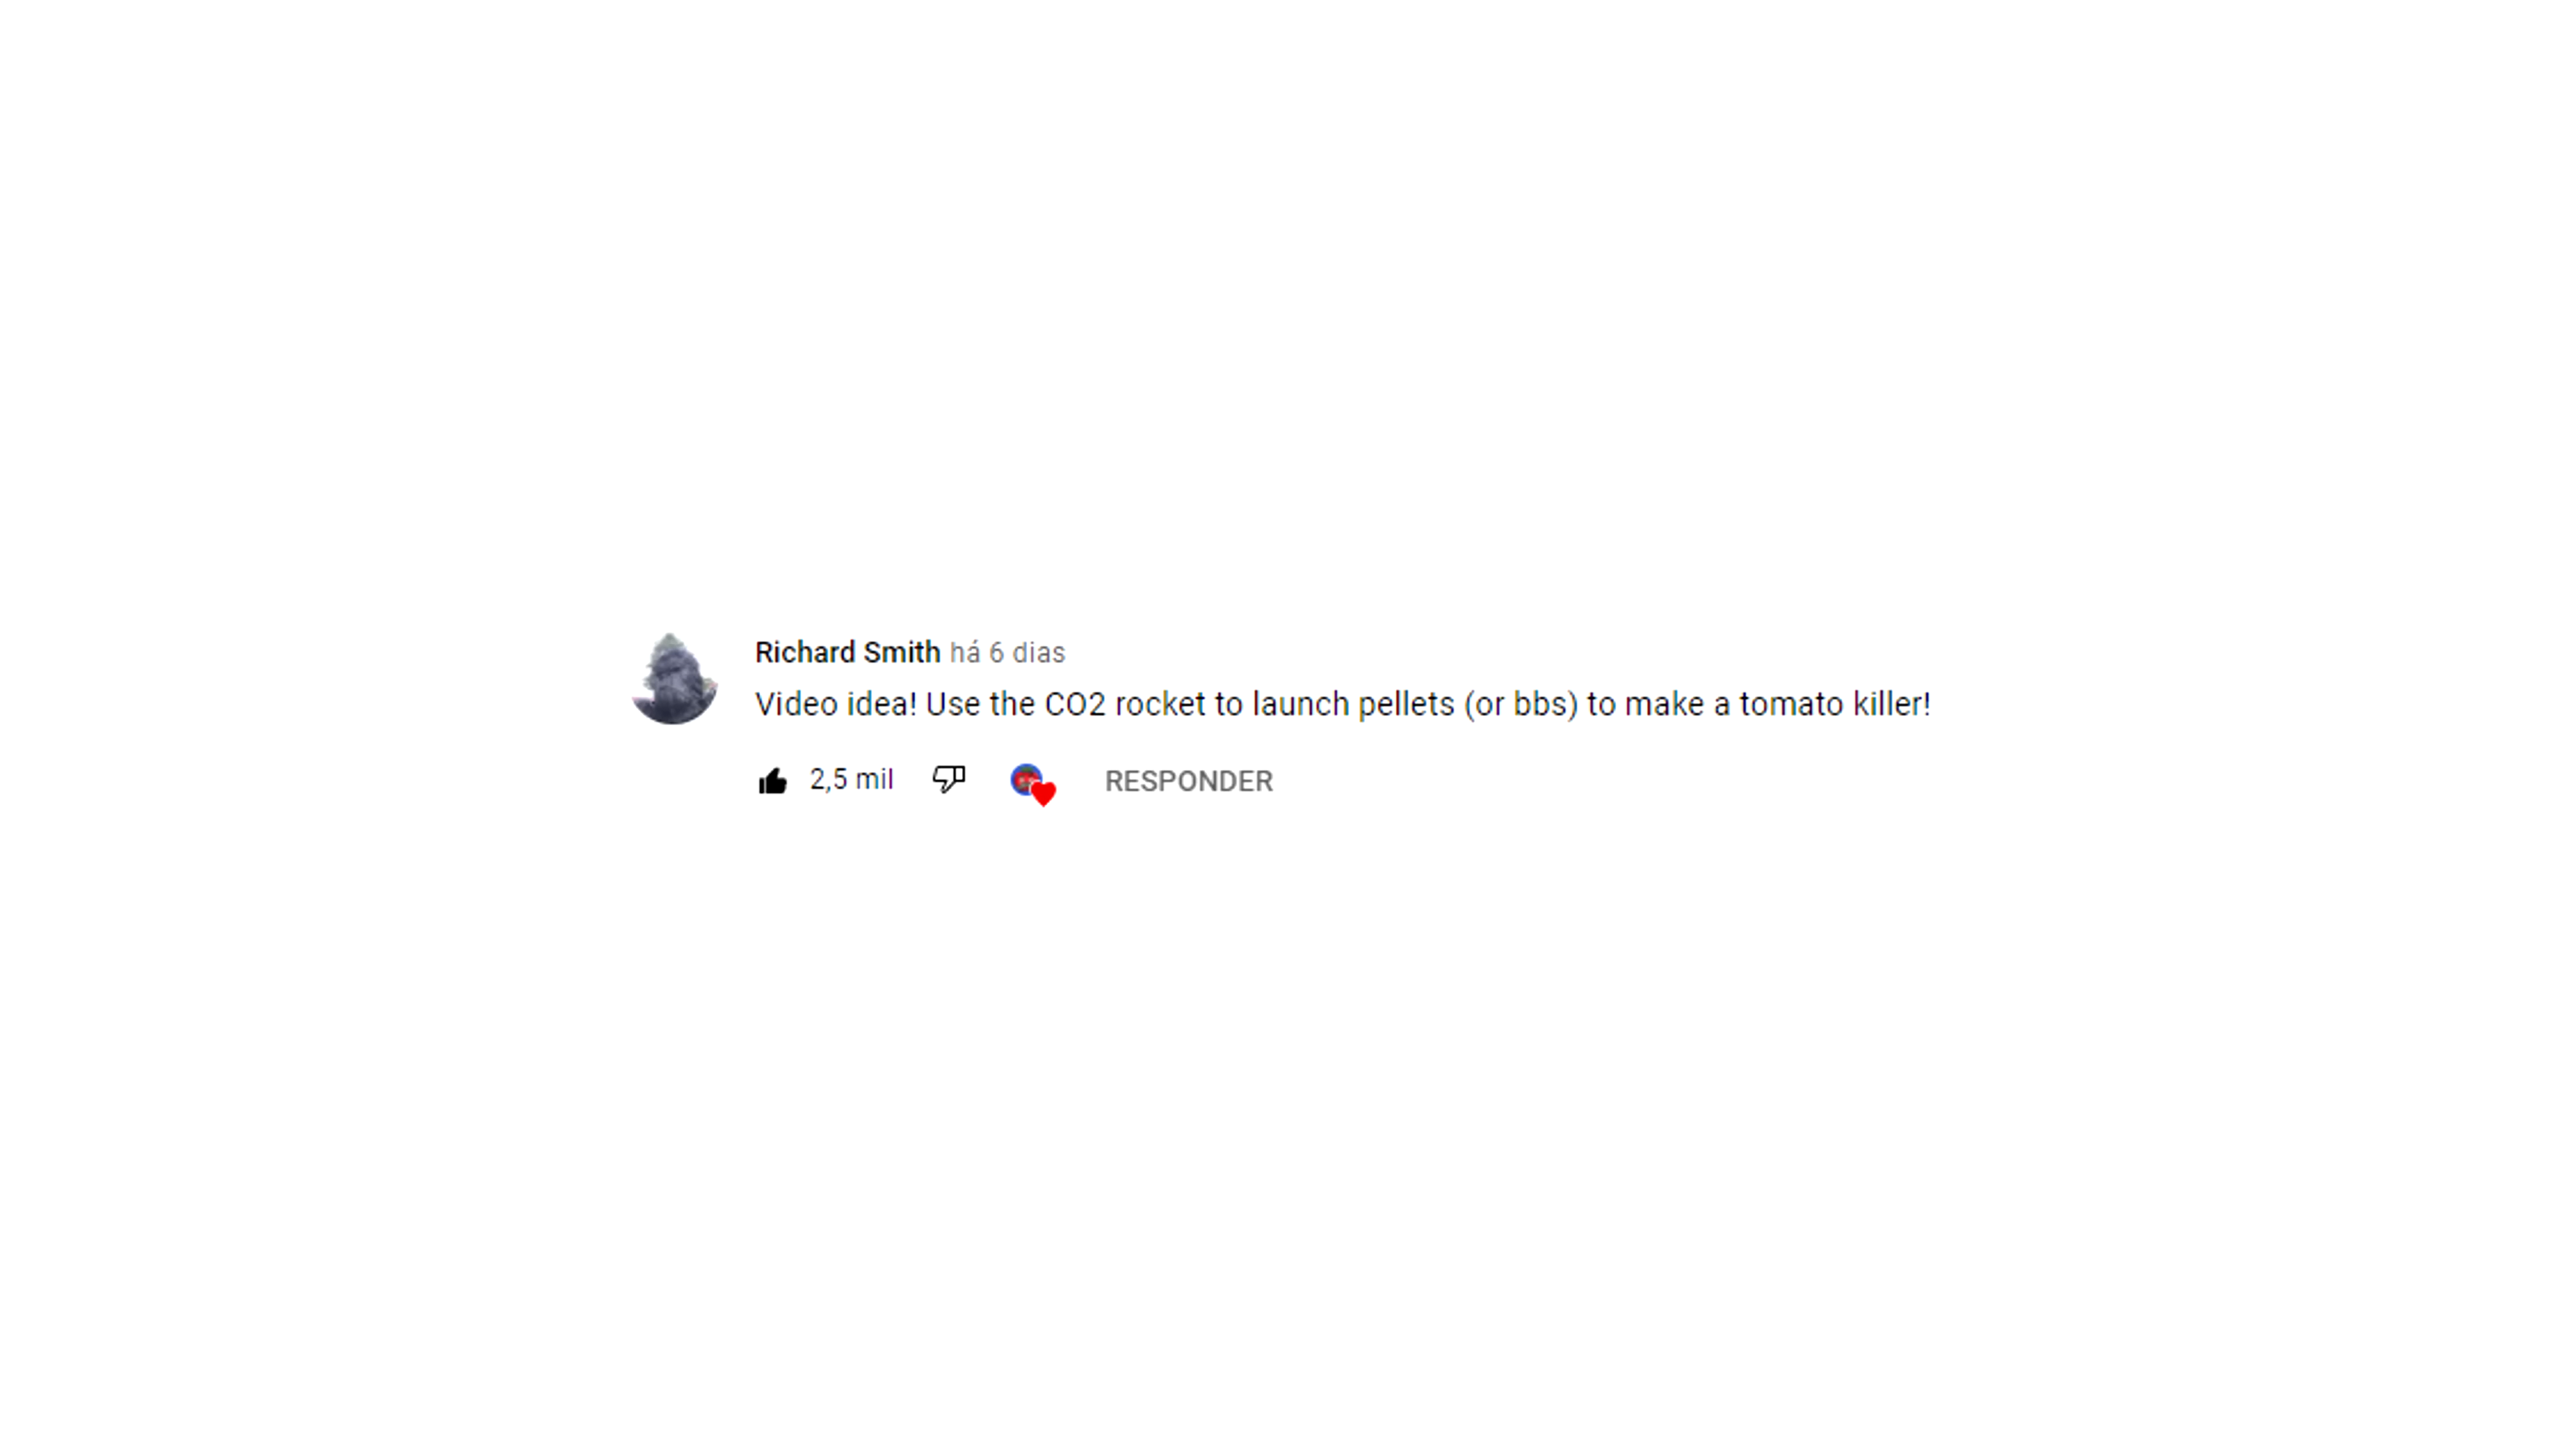 Richard Smith há 6 dias
Video idea! Use the CO2 rocket to launch pellets (or bbs) to make a tomato killer!
2,5 mil RESPONDER